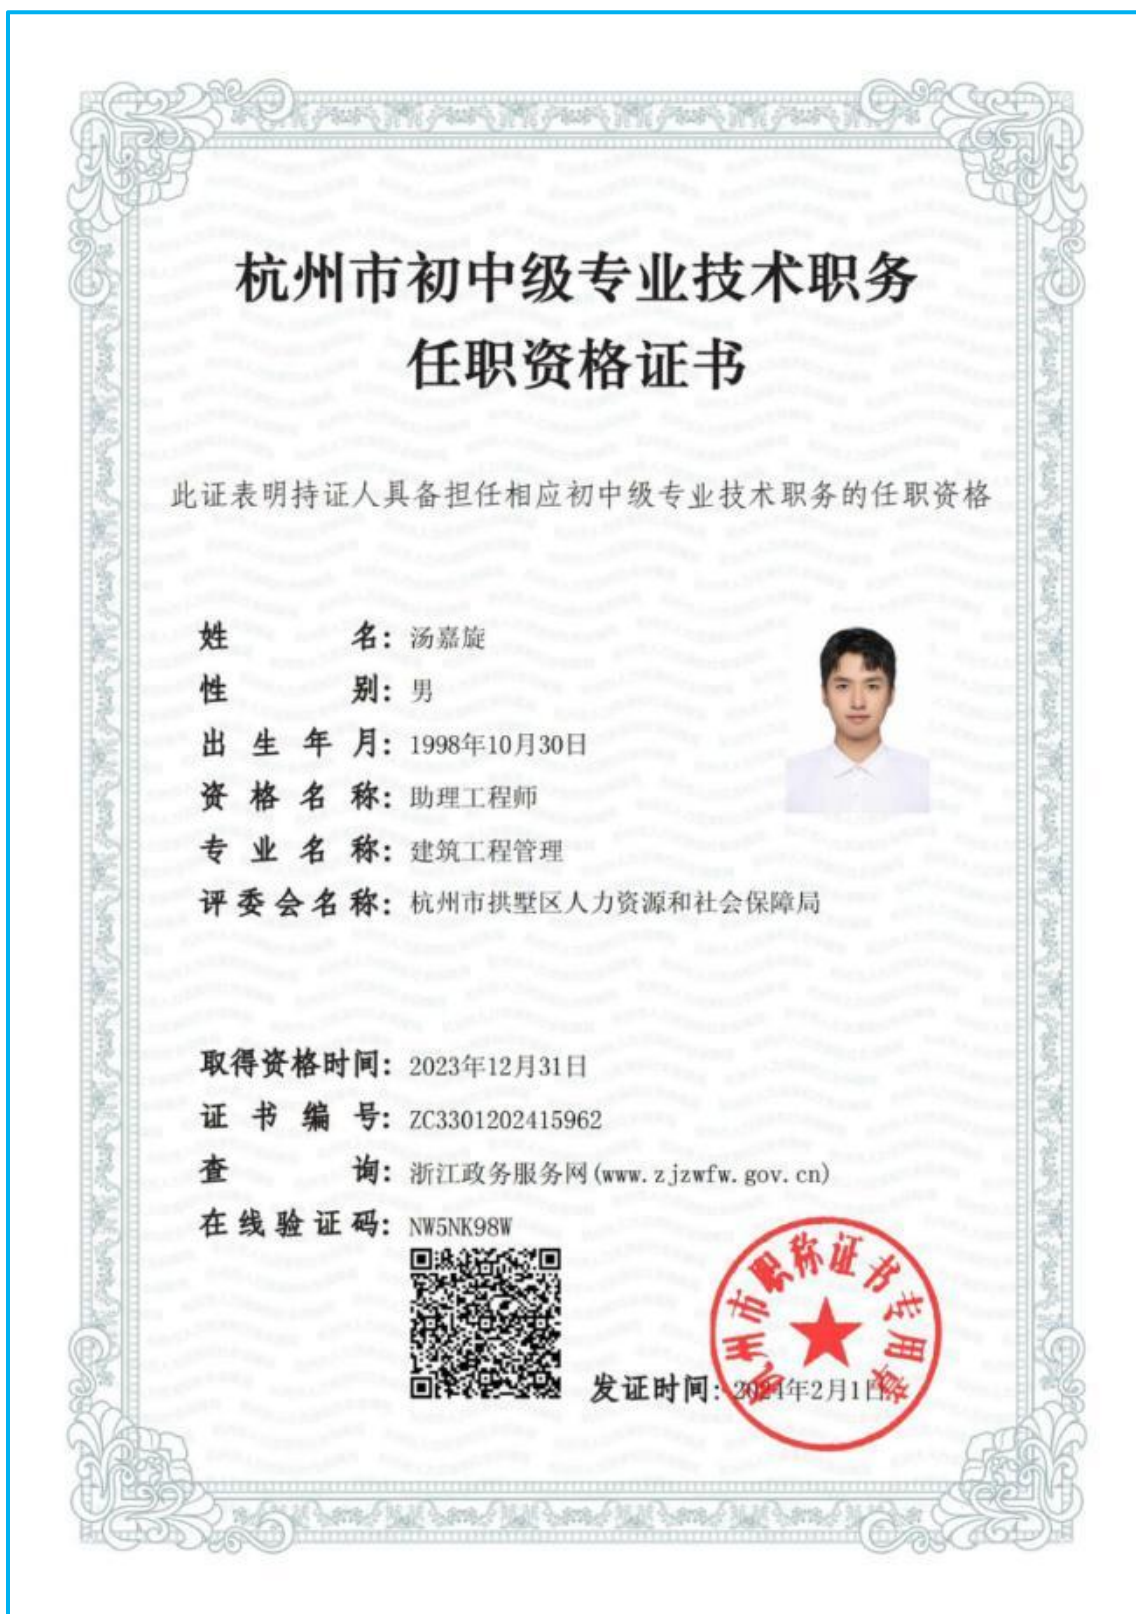 杭州市初中级专业技术职务
任职资格证书
此证表明持证人具备担任相应初中级专业技术职务的任职资格
姓名：汤嘉旋
性别：男
出生年月：1998年10月30日
资格名称：助理工程师
专业名称：建筑工程管理
评委会名称：杭州市拱墅区人力资源和社会保障局
取得资格时间：2023年12月31日
证书编号：ZC3301202415962
查询：浙江政务服务网(www.zjzwfw.gov.cn)
在线验证码：NW5NK98W
杭州市职称证书专用章
发证时间：2024年2月1日